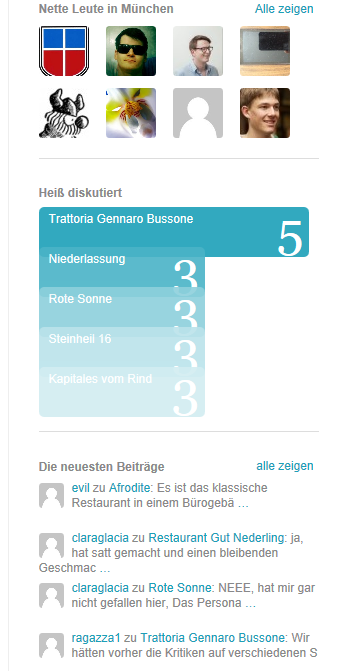 Nette Leute in München
Alle zeigen
Heiß diskutiert
Trattoria Gennaro Bussone
5
Niederlassung
3
Rote Sonne
3
Steinheil 16
3
Kapitales vom Rind
3
Die neuesten Beiträge
alle zeigen
evil zu Afrodite: Es ist das klassische
Restaurant in einem Bürogebä ...
claraglacia zu Restaurant Gut Nederling: ja,
hat satt gemacht und einen bleibenden
Geschmac ...
claraglacia zu Rote Sonne: NEEE, hat mir gar
nicht gefallen hier, Das Persona ...
ragazza1 zu Trattoria Gennaro Bussone: Wir
hätten vorher die Kritiken auf verschiedenen S